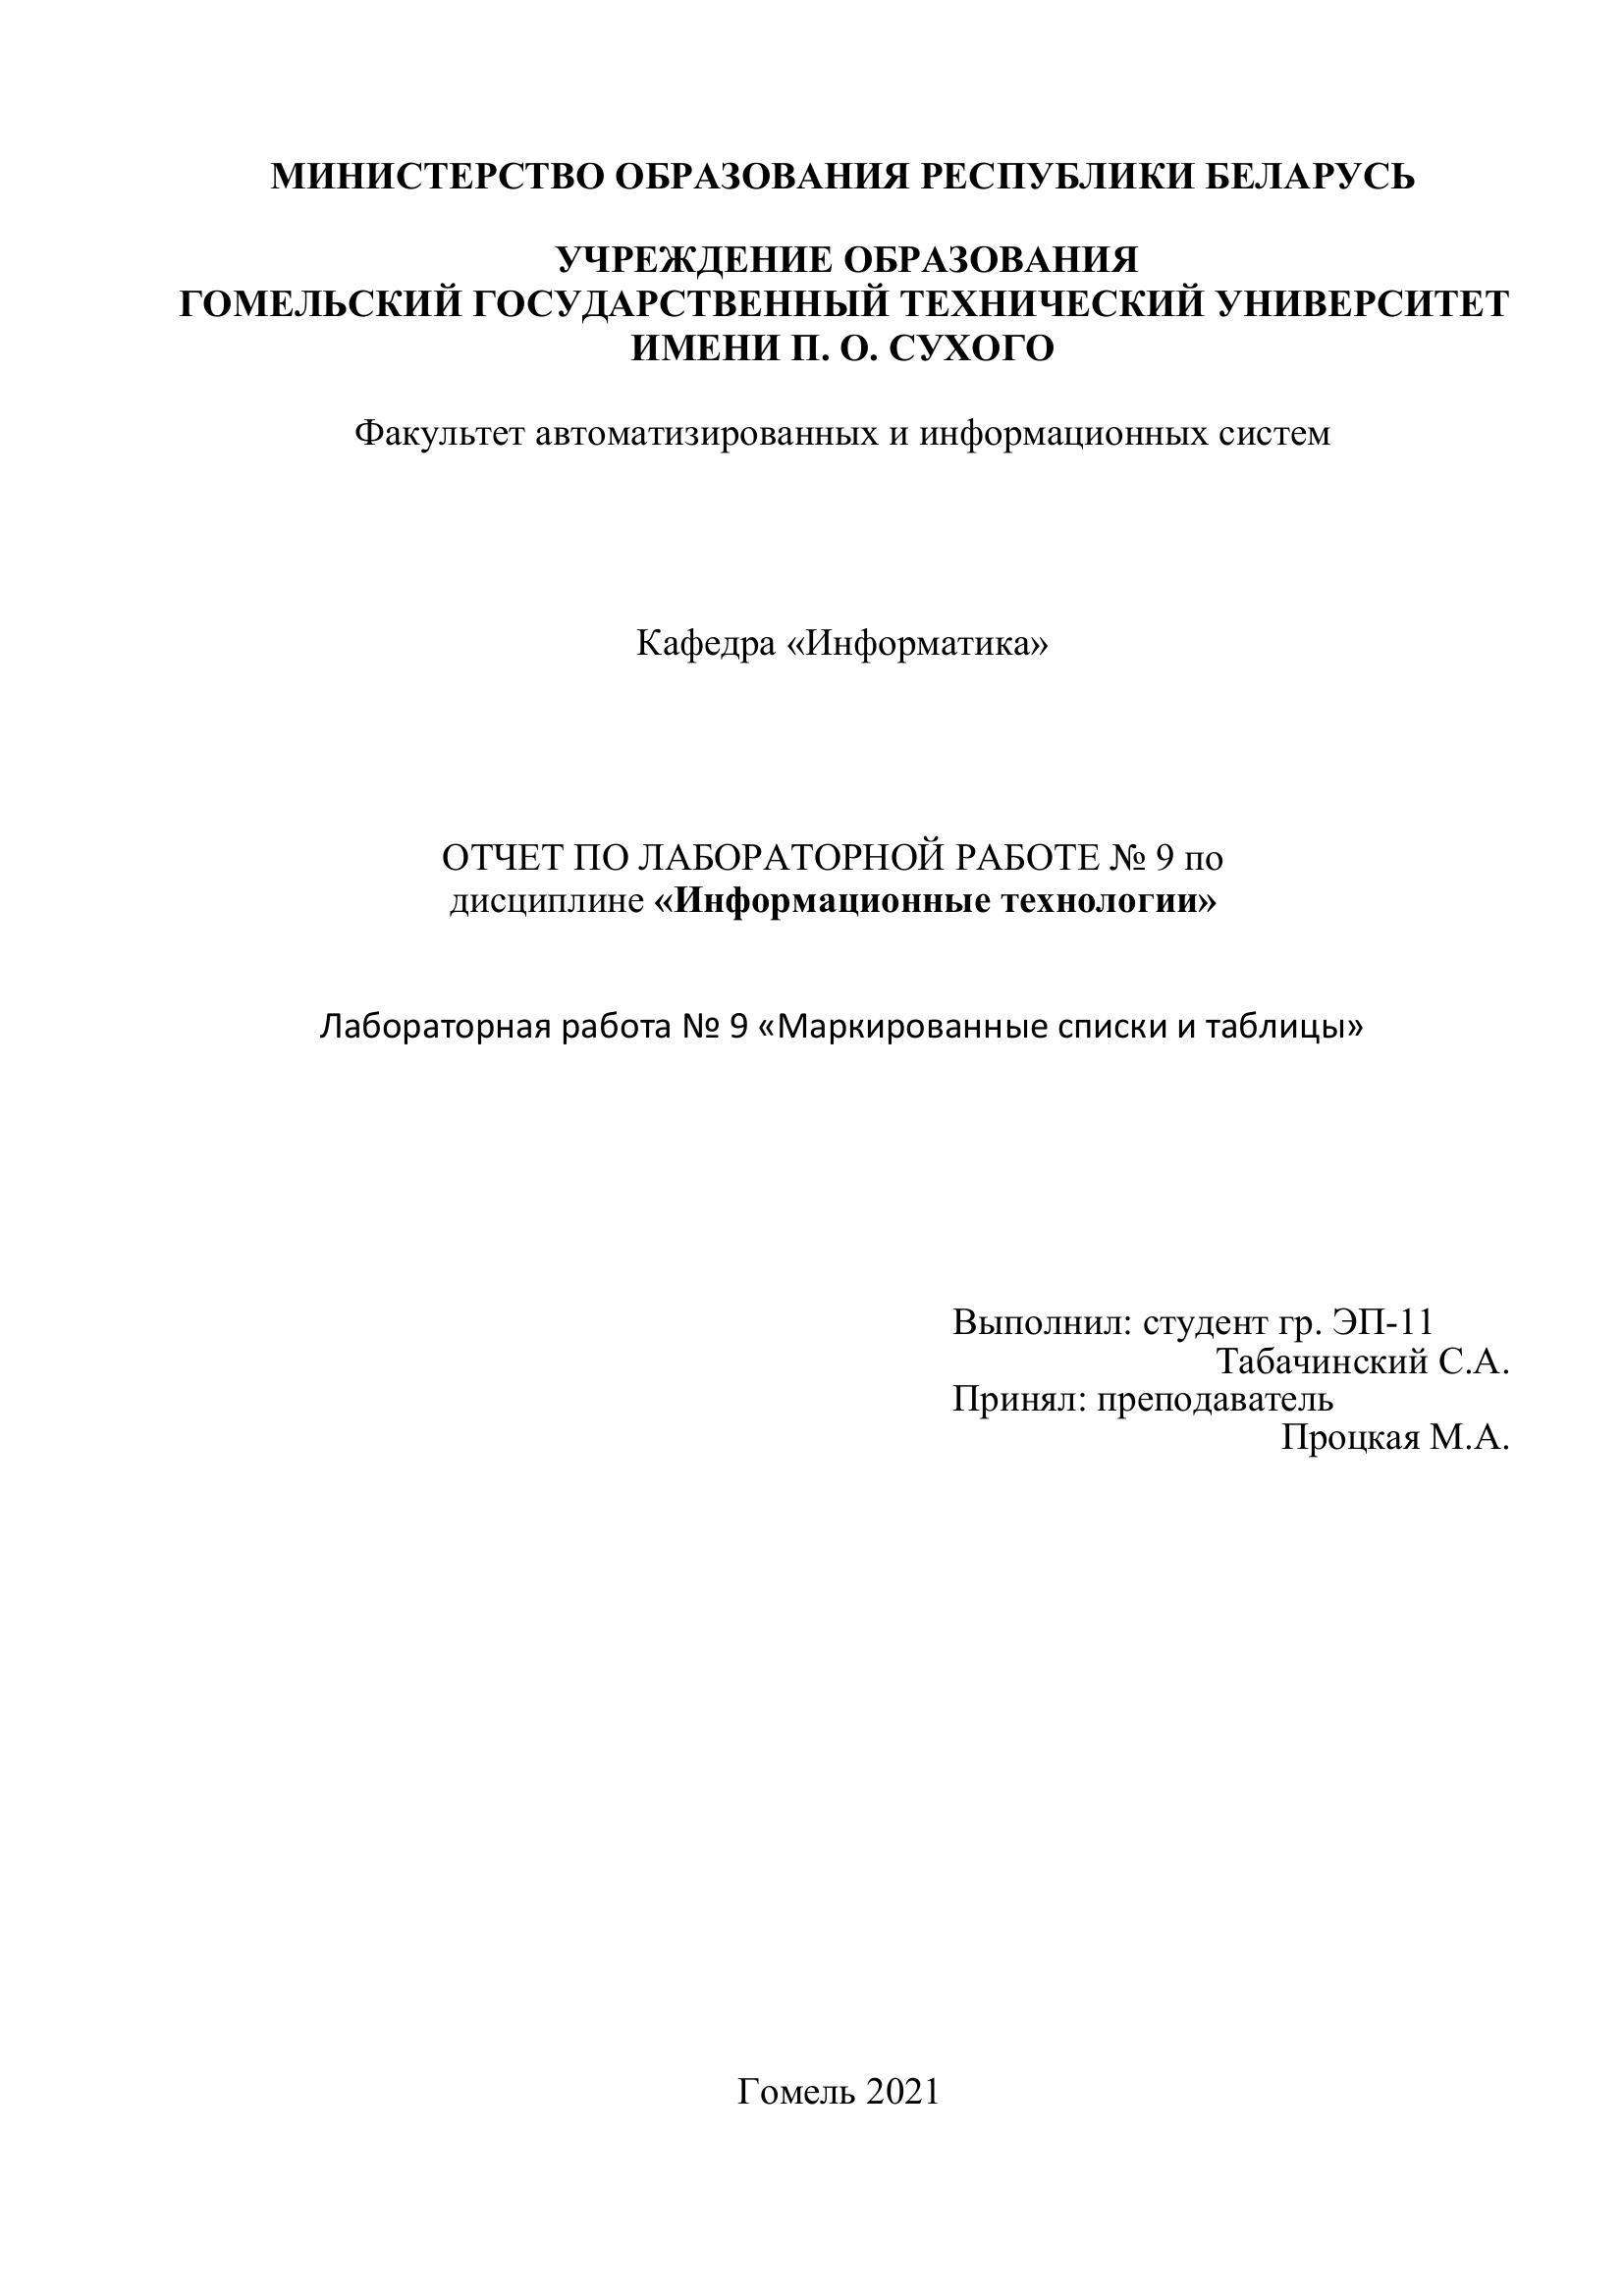 МИНИСТЕРСТВО ОБРАЗОВАНИЯ РЕСПУБЛИКИ БЕЛАРУСЬ
УЧРЕЖДЕНИЕ ОБРАЗОВАНИЯ
ГОМЕЛЬСКИЙ ГОСУДАРСТВЕННЫЙ ТЕХНИЧЕСКИЙ УНИВЕРСИТЕТ
ИМЕНИ П. О. СУХОГО
Факультет автоматизированных и информационных систем
Кафедра «Информатика»
ОТЧЕТ ПО ЛАБОРАТОРНОЙ РАБОТЕ № 9 по
дисциплине «Информационные технологии»
Лабораторная работа № 9 «Маркированные списки и таблицы»
Выполнил: студент гр. ЭП-11
Табачинский С.А.
Принял: преподаватель
Процкая М.А.
Гомель 2021